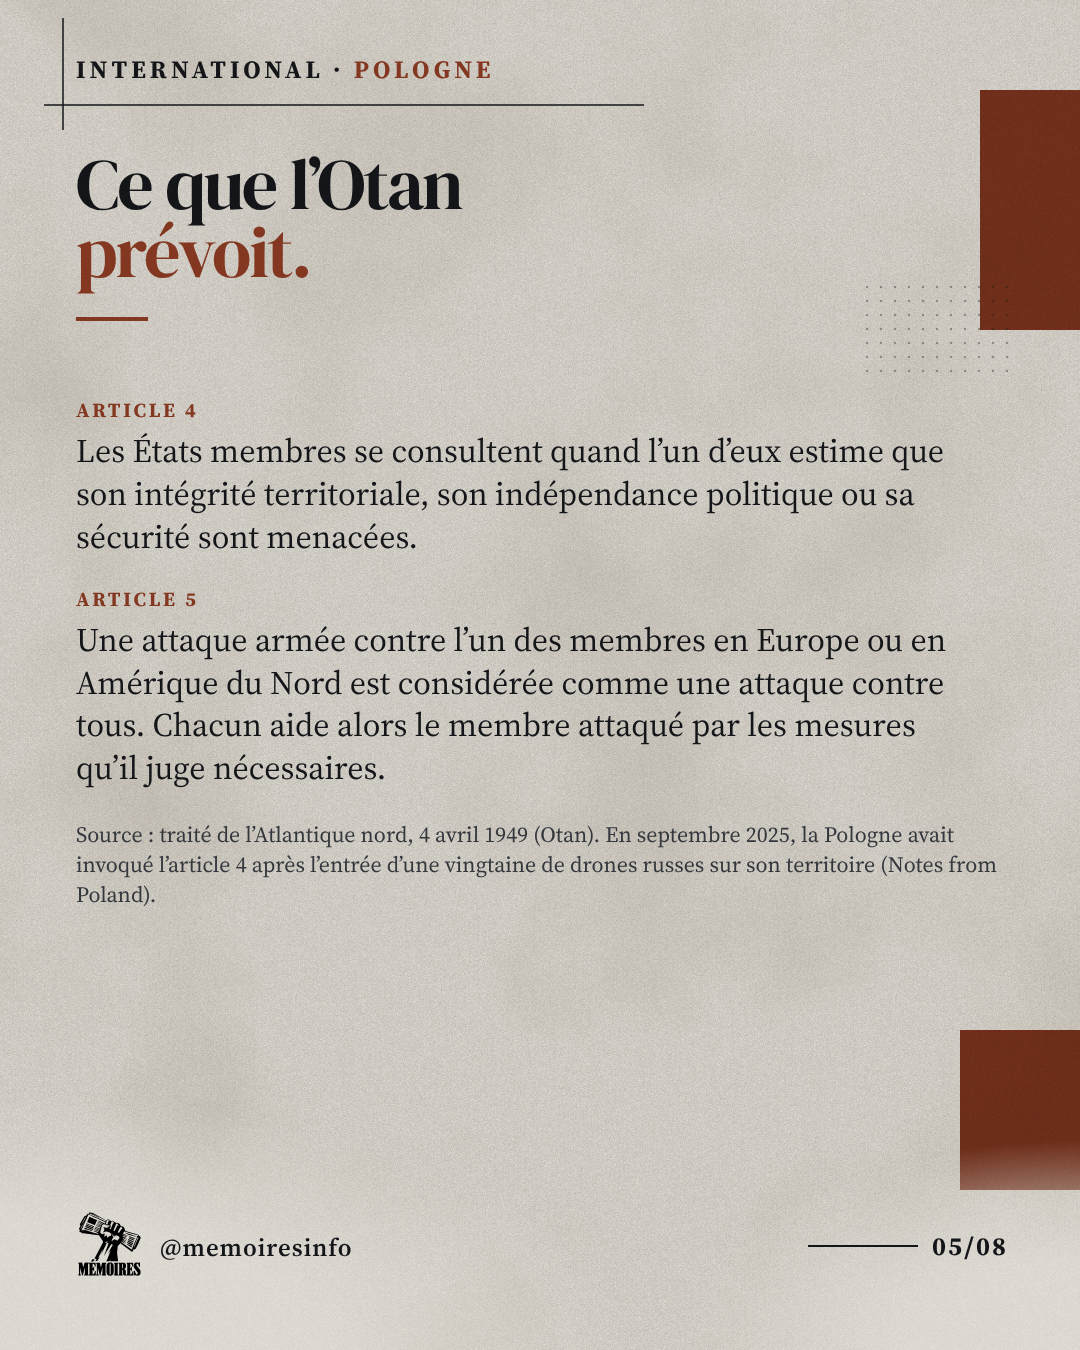 INTERNATIONAL · POLOGNE
Ce que l’Otan
prévoit.
ARTICLE 4
Les États membres se consultent quand l’un d’eux estime que
son intégrité territoriale, son indépendance politique ou sa
sécurité sont menacées.
ARTICLE 5
Une attaque armée contre l’un des membres en Europe ou en
Amérique du Nord est considérée comme une attaque contre
tous. Chacun aide alors le membre attaqué par les mesures
qu’il juge nécessaires.
Source : traité de l’Atlantique nord, 4 avril 1949 (Otan). En septembre 2025, la Pologne avait
invoqué l’article 4 après l’entrée d’une vingtaine de drones russes sur son territoire (Notes from
Poland).
MÉMOIRES
@memoiresinfo
05/08